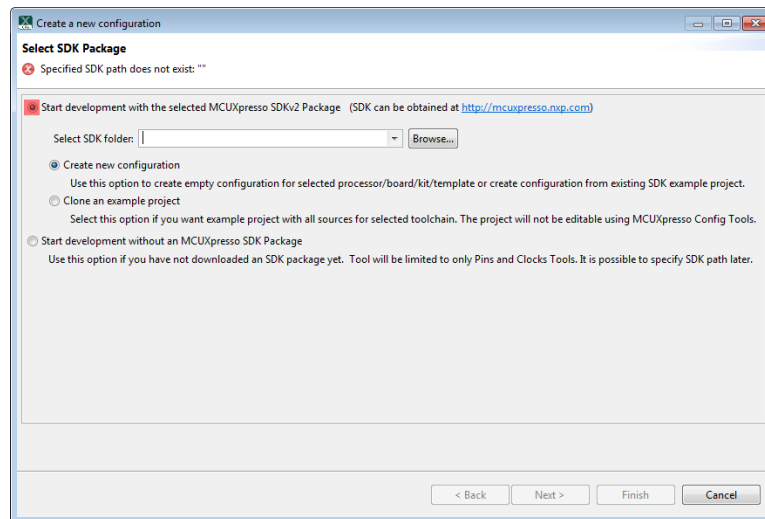 Create a new configuration
Select SDK Package
Specified SDK path does not exist: ""
Start development with the selected MCUXpresso SDKv2 Package (SDK can be obtained at http://mcuxpresso.nxp.com)
Select SDK folder: Browse...
Create new configuration
Use this option to create empty configuration for selected processor/board/kit/template or create configuration from existing SDK example project.
Clone an example project
Select this option if you want example project with all sources for selected toolchain. The project will not be editable using MCUXpresso Config Tools.
Start development without an MCUXpresso SDK Package
Use this option if you have not downloaded an SDK package yet. Tool will be limited to only Pins and Clocks Tools. It is possible to specify SDK path later.
< Back Next > Finish Cancel